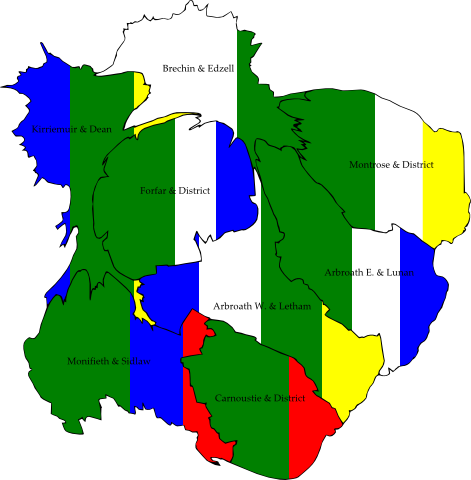 Brechin & Edzell
Kirriemuir & Dean
Montrose & District
Forfar & District
Arbroath E. & Lunan
Arbroath W. & Letham
Monifieth & Sidlaw
Carnoustie & District